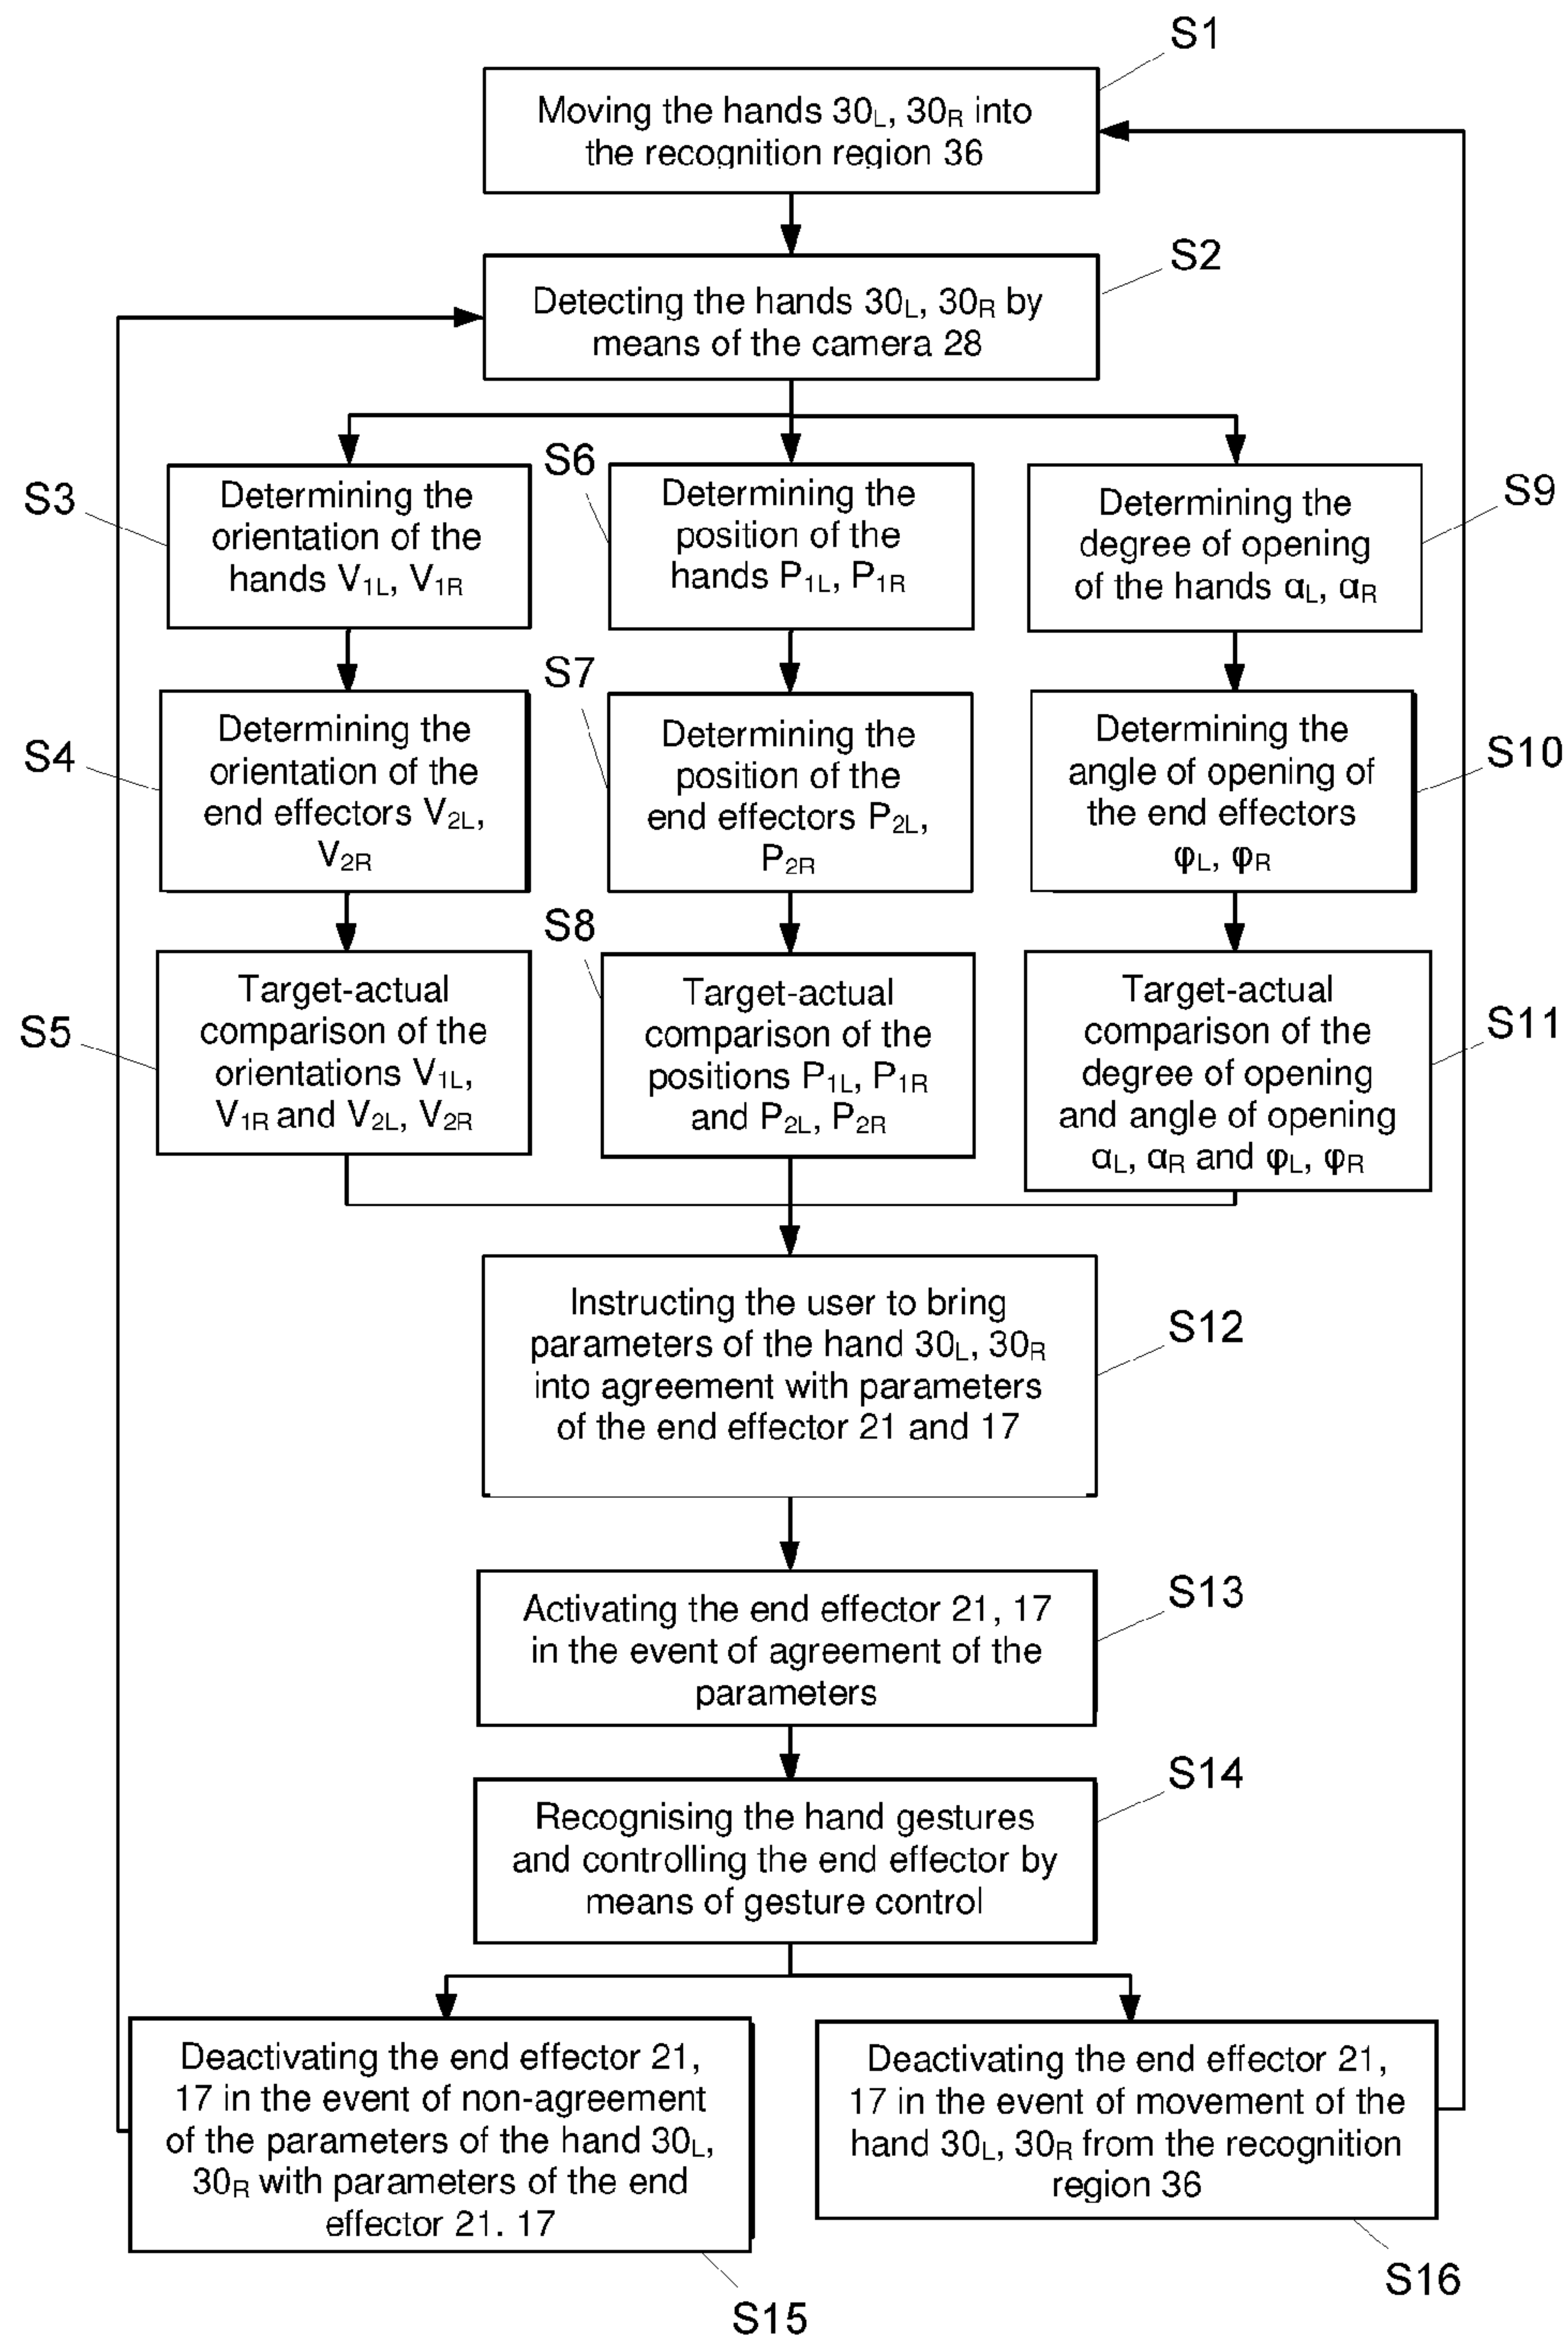 S1
Moving the hands 30L, 30R into
the recognition region 36
S2
Detecting the hands 30L, 30R by
means of the camera 28
S3
Determining the
orientation of the
hands V1L, V1R
S6
Determining the
position of the
hands P1L, P1R
S9
Determining the
degree of opening
of the hands αL, αR
S4
Determining the
orientation of the
end effectors V2L,
V2R
S7
Determining the
position of the
end effectors P2L,
P2R
S10
Determining the
angle of opening of
the end effectors
φL, φR
S5
Target-actual
comparison of the
orientations V1L,
V1R and V2L, V2R
S8
Target-actual
comparison of the
positions P1L, P1R
and P2L, P2R
S11
Target-actual
comparison of the
degree of opening
and angle of opening
αL, αR and φL, φR
S12
Instructing the user to bring
parameters of the hand 30L, 30R
into agreement with parameters
of the end effector 21 and 17
S13
Activating the end effector 21, 17
in the event of agreement of the
parameters
S14
Recognising the hand gestures
and controlling the end effector by
means of gesture control
Deactivating the end effector 21,
17 in the event of non-agreement
of the parameters of the hand 30L,
30R with parameters of the end
effector 21. 17
S15
Deactivating the end effector 21,
17 in the event of movement of the
hand 30L, 30R from the recognition
region 36
S16